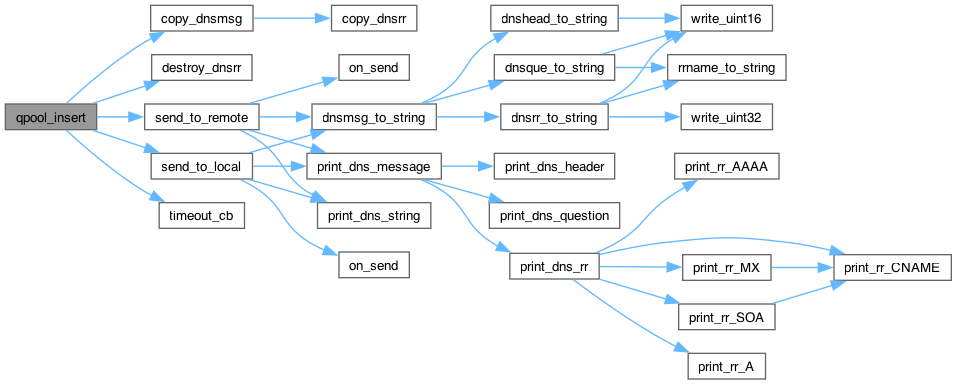 qpool_insert
copy_dnsmsg
copy_dnsrr
destroy_dnsrr
send_to_remote
on_send
dnsmsg_to_string
dnshead_to_string
write_uint16
dnsque_to_string
rrname_to_string
dnsrr_to_string
write_uint32
send_to_local
print_dns_message
print_dns_header
print_dns_question
print_dns_rr
print_rr_AAAA
print_rr_CNAME
print_rr_MX
print_rr_SOA
print_rr_A
print_dns_string
on_send
timeout_cb